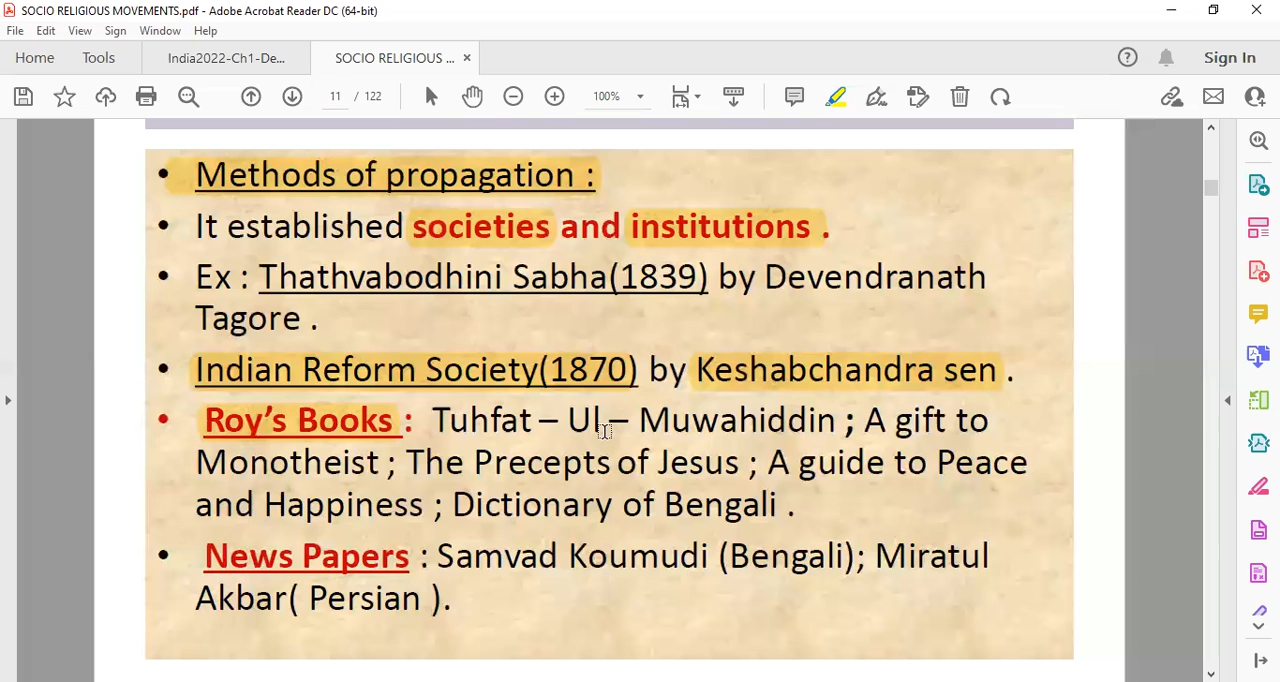 SOCIO RELIGIOUS MOVEMENTS.pdf - Adobe Acrobat Reader DC (64-bit)
File Edit View Sign Window Help
Home Tools India2022-Ch1-De... SOCIO RELIGIOUS ... × Sign In
11 / 122 100%
• Methods of propagation :
• It established societies and institutions .
• Ex : Thathvabodhini Sabha(1839) by Devendranath
Tagore .
• Indian Reform Society(1870) by Keshabchandra sen .
• Roy’s Books : Tuhfat – Ul – Muwahiddin ; A gift to
Monotheist ; The Precepts of Jesus ; A guide to Peace
and Happiness ; Dictionary of Bengali .
• News Papers : Samvad Koumudi (Bengali); Miratul
Akbar( Persian ).